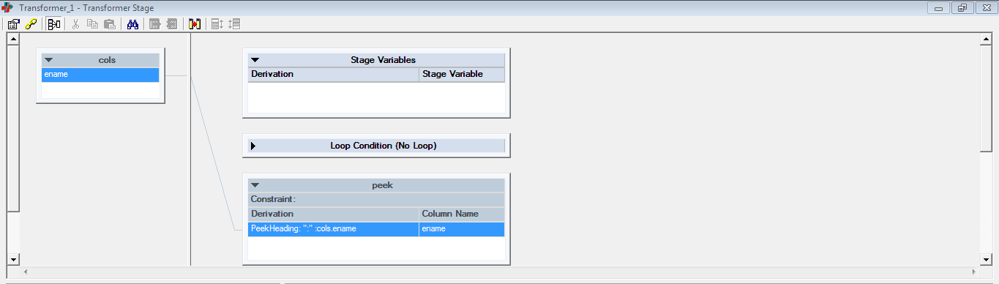 Transformer_1 - Transformer Stage
cols
ename
Stage Variables
Derivation Stage Variable
Loop Condition (No Loop)
peek
Constraint:
Derivation Column Name
PeekHeading: ":" :cols.ename ename